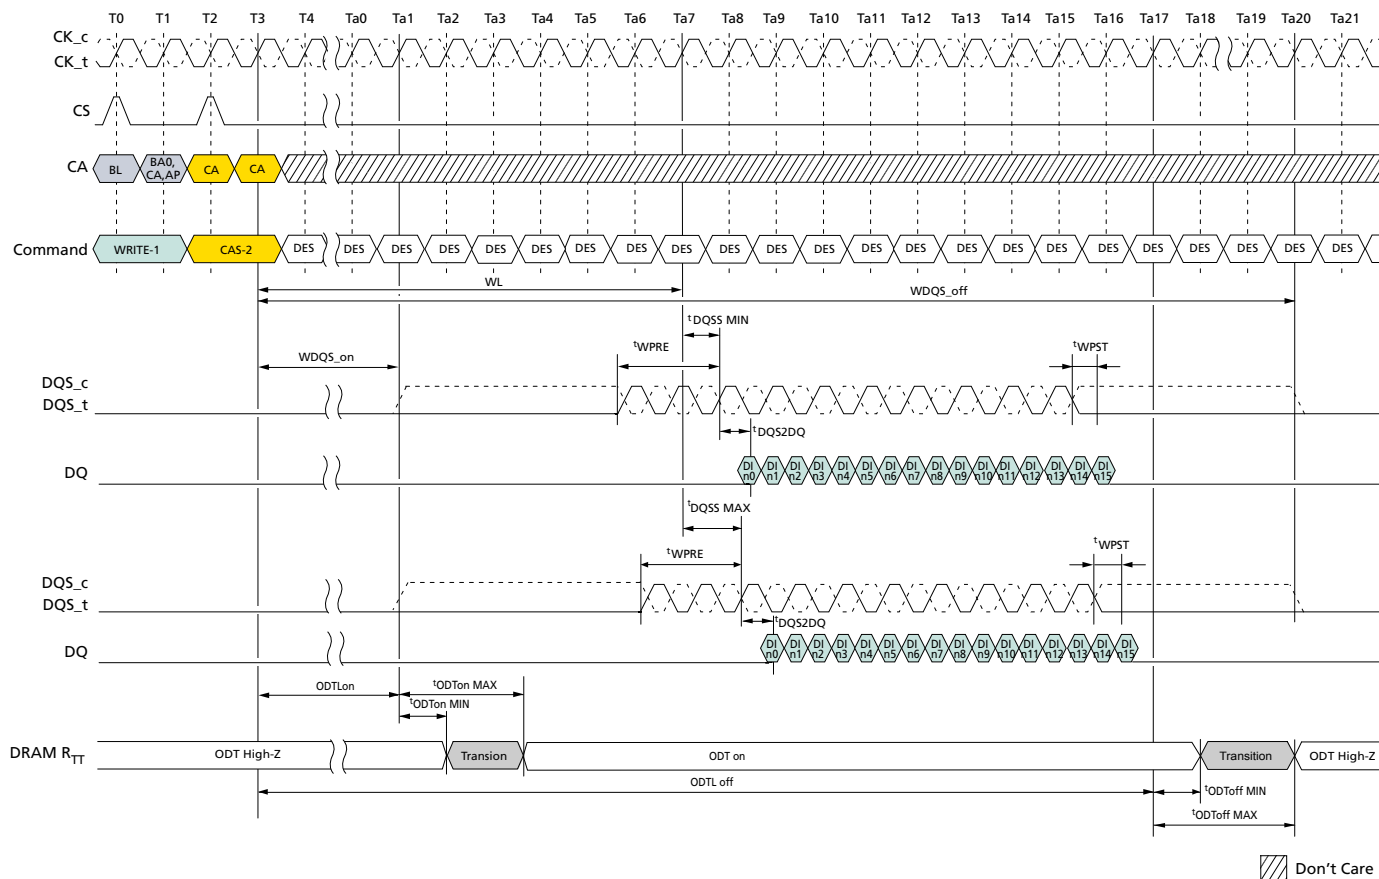 T0 T1 T2 T3 T4 Ta0 Ta1 Ta2 Ta3 Ta4 Ta5 Ta6 Ta7 Ta8 Ta9 Ta10 Ta11 Ta12 Ta13 Ta14 Ta15 Ta16 Ta17 Ta18 Ta19 Ta20 Ta21
CK_c
CK_t
CS
CA BL BA0, CA CA
CA,AP
Command WRITE-1 CAS-2 DES DES DES DES DES DES DES DES DES DES DES DES DES DES DES DES DES DES DES DES DES DES DES
WL
WDQS_off
tDQSS MIN
tWPRE tWPST
WDQS_on
DQS_c
DQS_t
tDQS2DQ
DQ DI DI DI DI DI DI DI DI DI DI DI DI DI DI DI DI
n0 n1 n2 n3 n4 n5 n6 n7 n8 n9 n10 n11 n12 n13 n14 n15
tDQSS MAX
tWPRE tWPST
DQS_c
DQS_t
tDQS2DQ
DQ DI DI DI DI DI DI DI DI DI DI DI DI DI DI DI DI
n0 n1 n2 n3 n4 n5 n6 n7 n8 n9 n10 n11 n12 n13 n14 n15
ODTLon tODTon MAX
tODTon MIN
DRAM RTT ODT High-Z Transion ODT on Transition ODT High-Z
ODTL off tODToff MIN
tODToff MAX
Don't Care